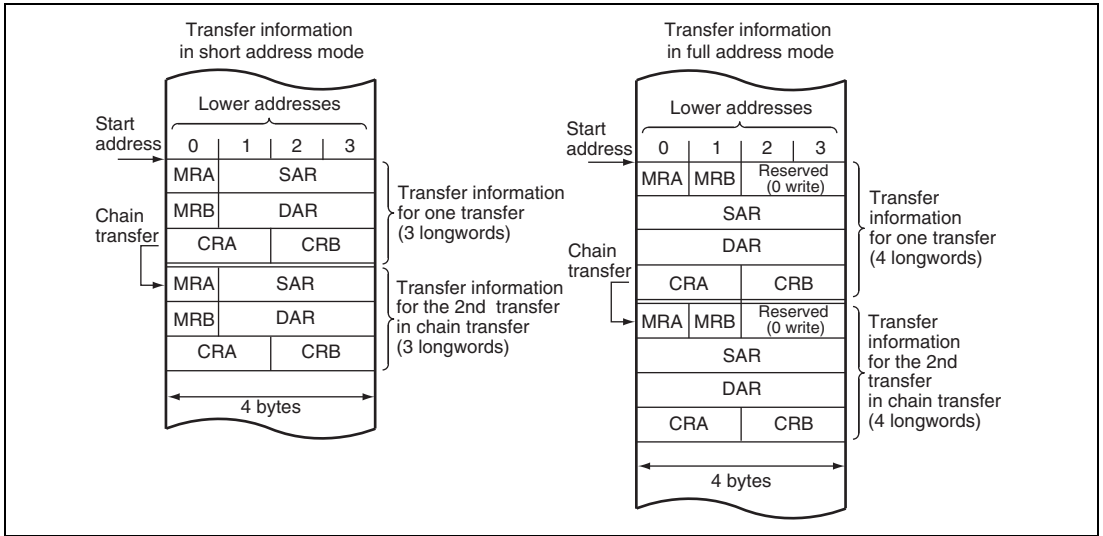 Transfer information
in short address mode
Lower addresses
Start
address
0 1 2 3
MRA SAR
MRB DAR
CRA CRB
Transfer information
for one transfer
(3 longwords)
Chain
transfer
MRA SAR
MRB DAR
CRA CRB
Transfer information
for the 2nd transfer
in chain transfer
(3 longwords)
4 bytes
Transfer information
in full address mode
Lower addresses
Start
address
0 1 2 3
MRA MRB Reserved
(0 write)
SAR
DAR
CRA CRB
Transfer
information
for one transfer
(4 longwords)
Chain
transfer
MRA MRB Reserved
(0 write)
SAR
DAR
CRA CRB
Transfer
information
for the 2nd
transfer
in chain transfer
(4 longwords)
4 bytes